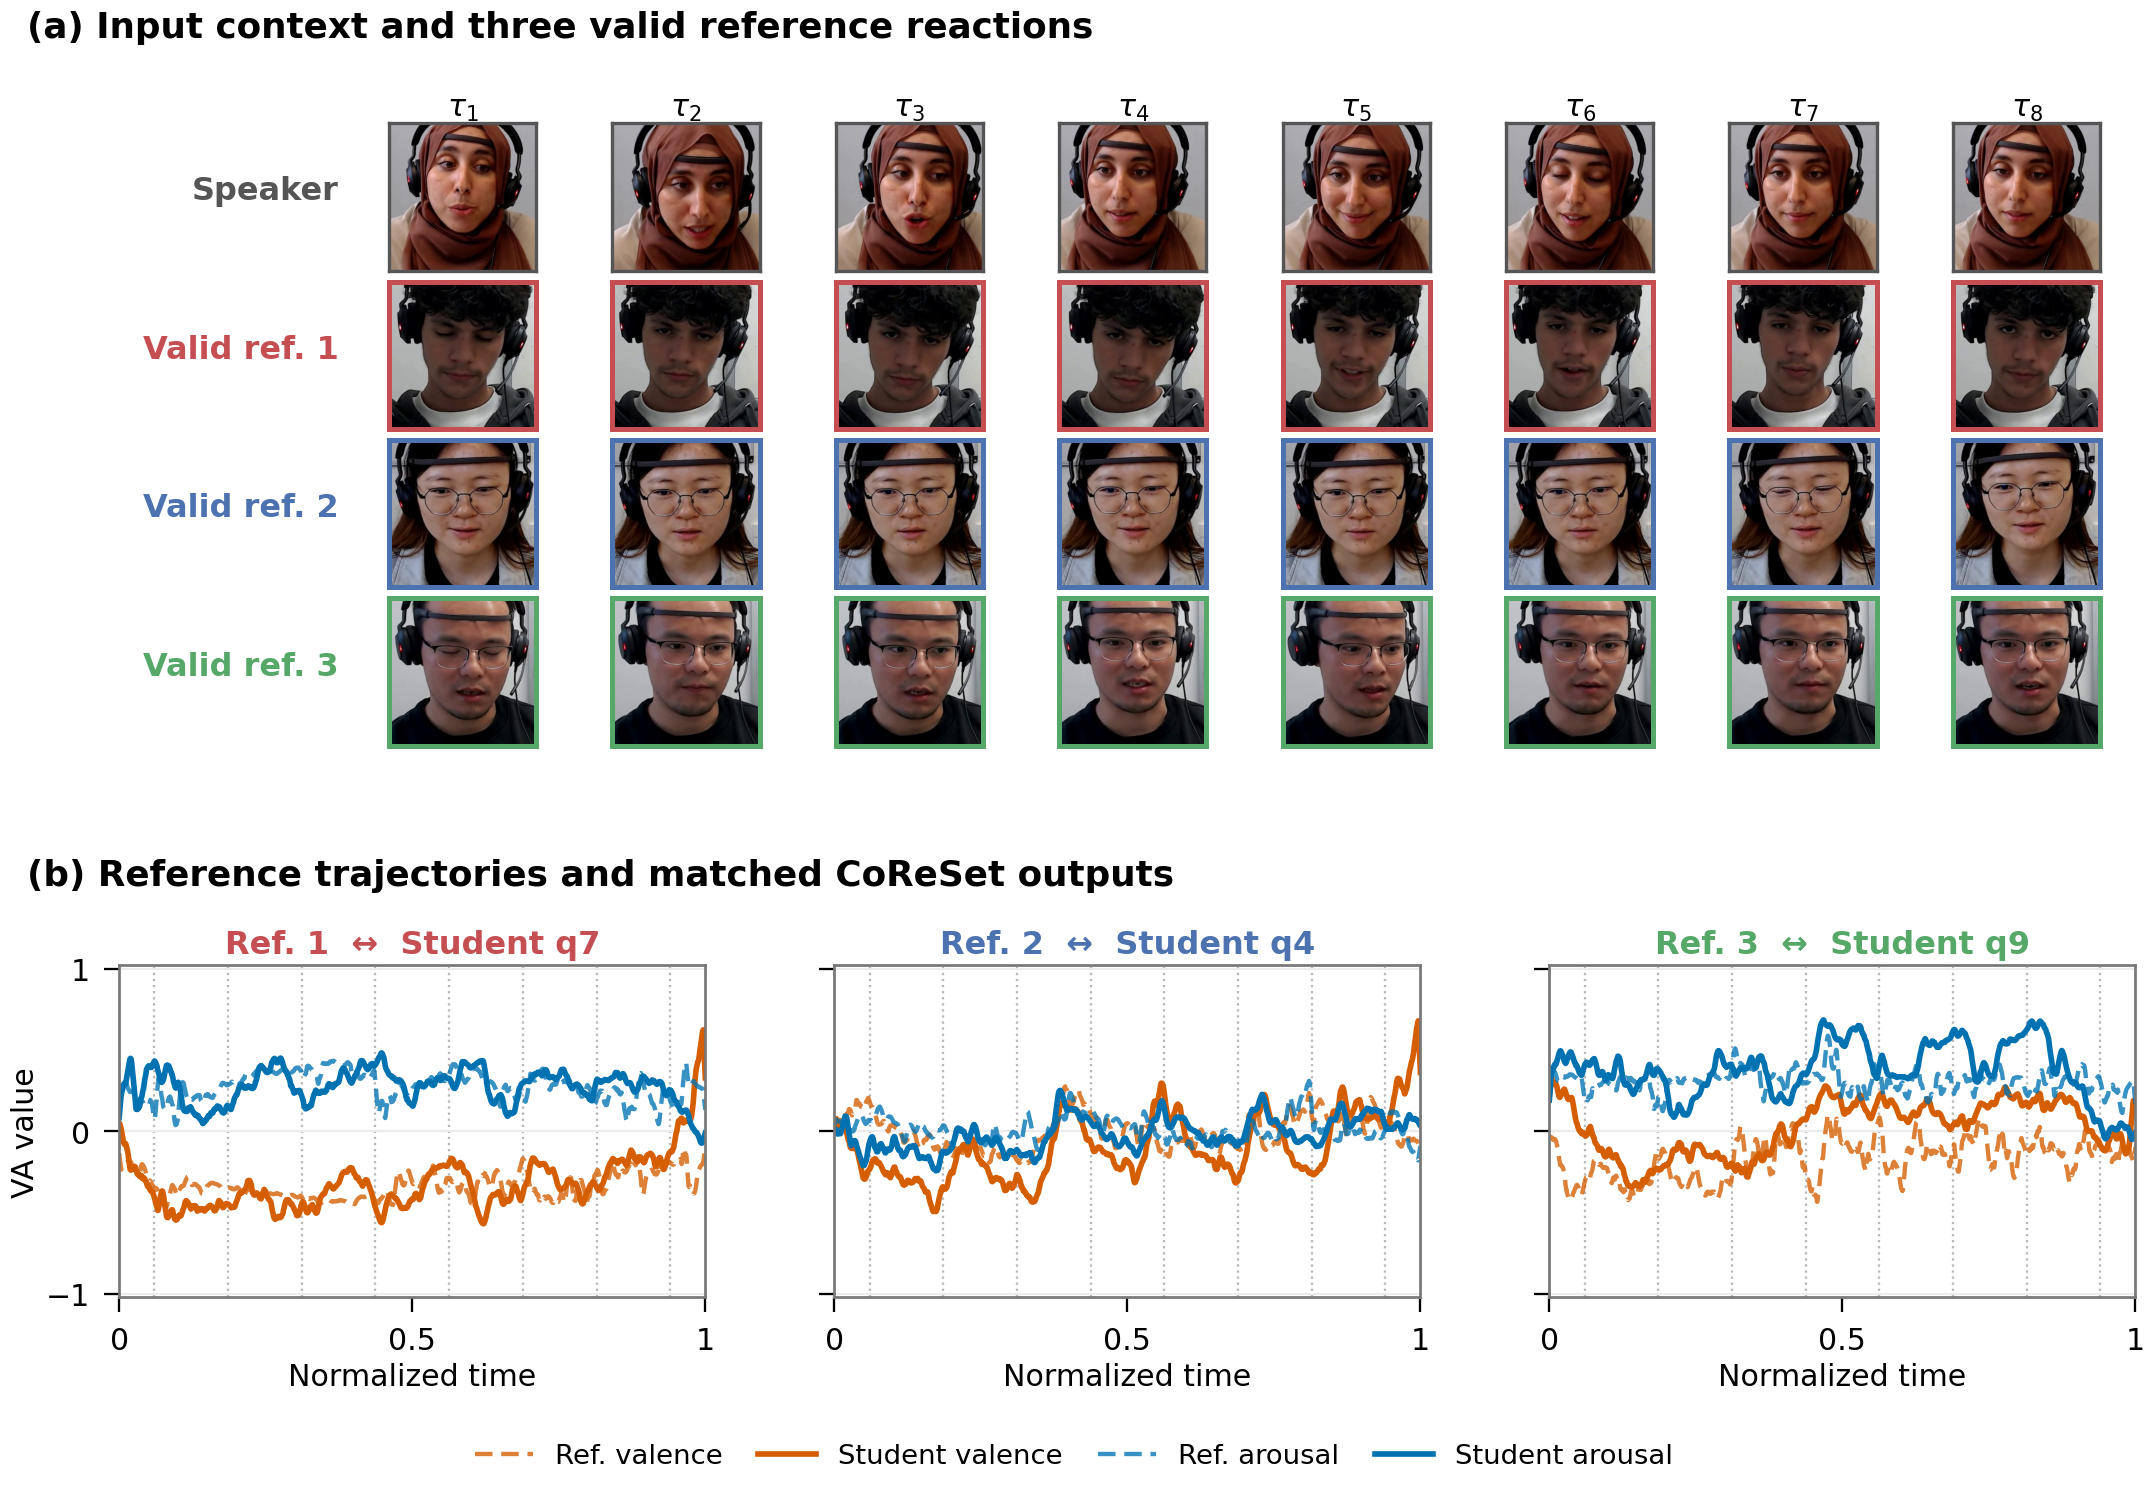 (a) Input context and three valid reference reactions
τ1 τ2 τ3 τ4 τ5 τ6 τ7 τ8
Speaker
Valid ref. 1
Valid ref. 2
Valid ref. 3
(b) Reference trajectories and matched CoReSet outputs
Ref. 1 ↔ Student q7
Ref. 2 ↔ Student q4
Ref. 3 ↔ Student q9
VA value
1
0
−1
0 0.5 1
0 0.5 1
0 0.5 1
Normalized time
Normalized time
Normalized time
Ref. valence Student valence Ref. arousal Student arousal